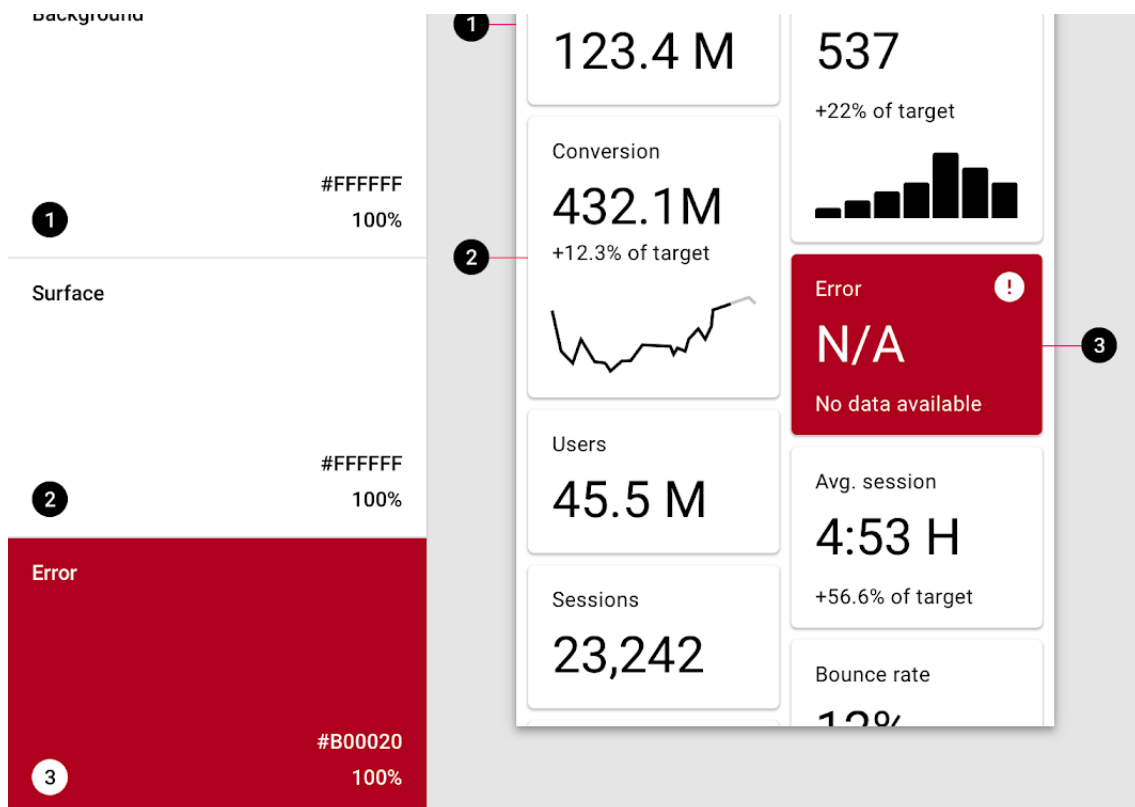 Background
1
#FFFFFF
100%
Surface
2
#FFFFFF
100%
Error
3
#B00020
100%
1
123.4 M
Conversion
432.1M
+12.3% of target
2
Users
45.5 M
Sessions
23,242
537
+22% of target
Error
!
N/A
No data available
3
Avg. session
4:53 H
+56.6% of target
Bounce rate
12%